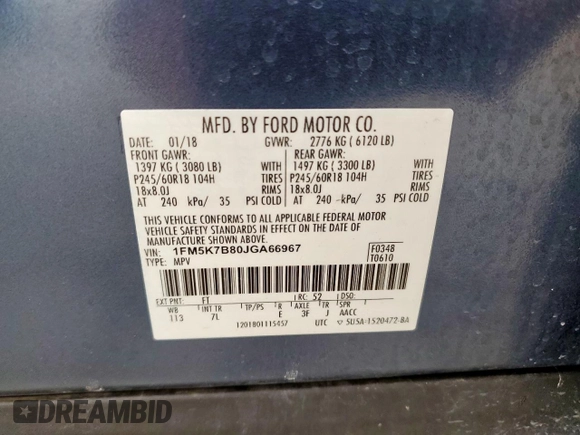 MFD. BY FORD MOTOR CO.
DATE: 01/18 GVWR: 2776 KG ( 6120 LB)
FRONT GAWR: REAR GAWR:
1397 KG ( 3080 LB) WITH 1497 KG ( 3300 LB) WITH
P245/60R18 104H TIRES P245/60R18 104H TIRES
18x8.0J RIMS 18x8.0J RIMS
AT 240 kPa/ 35 PSI COLD AT 240 kPa/ 35 PSI COLD
THIS VEHICLE CONFORMS TO ALL APPLICABLE FEDERAL MOTOR
VEHICLE SAFETY STANDARDS IN EFFECT ON THE DATE OF
MANUFACTURE SHOWN ABOVE.
VIN: 1FM5K7B80JGA66967 F0348
TYPE: MPV T0610
EXT PNT: FT RC: 52 DSO:
WB INT TR TP/PS R AXLE TR SPR
113 7L E 3F J AACC
1201801115457 UTC ▽ SUSA-1520472-BA
DREAMBID